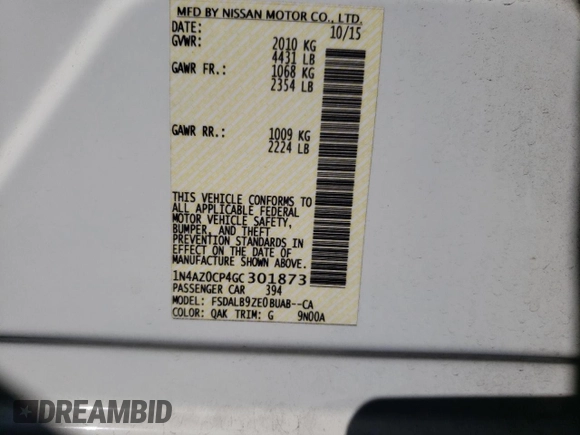 MFD BY NISSAN MOTOR CO., LTD.
DATE: 10/15
GVWR: 2010 KG
4431 LB
GAWR FR.: 1068 KG
2354 LB
GAWR RR.: 1009 KG
2224 LB
THIS VEHICLE CONFORMS TO
ALL APPLICABLE FEDERAL
MOTOR VEHICLE SAFETY,
BUMPER, AND THEFT
PREVENTION STANDARDS IN
EFFECT ON THE DATE OF
MANUFACTURE SHOWN ABOVE.
1N4AZ0CP4GC301873
PASSENGER CAR 394
MODEL: FSDALB9ZE0BUAB--CA
COLOR: QAK TRIM: G 9N00A
DREAMBID